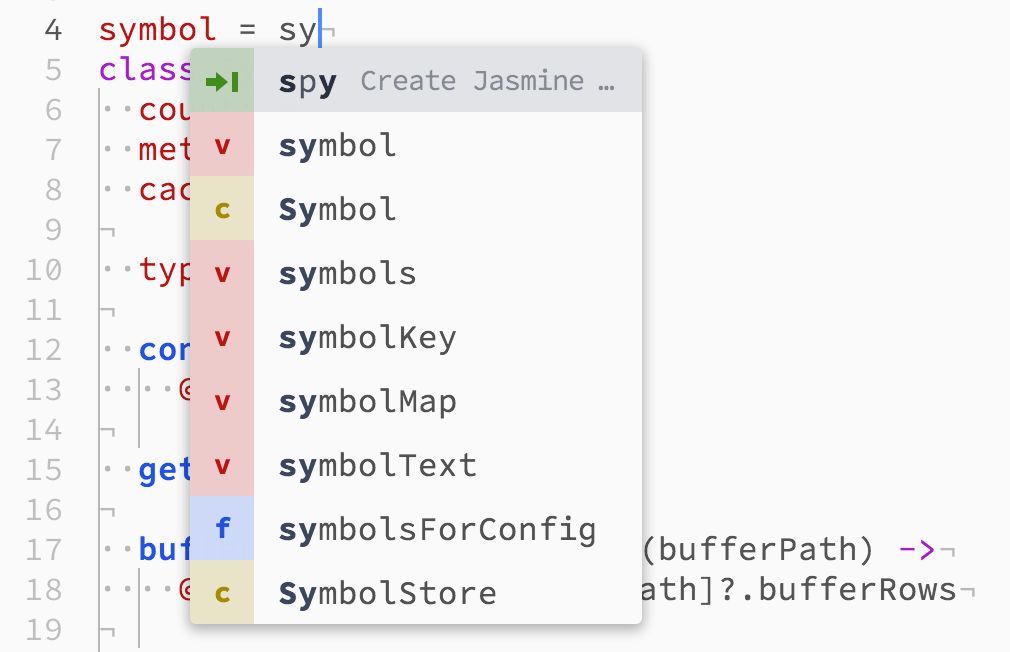 4 symbol = sy¬
5 class
→ spy Create Jasmine …
6 cou
v symbol
7 met
8 cac
c Symbol
9 ¬
10 typ
v symbols
11 ¬
v symbolKey
12 con
13 @
v symbolMap
14 ¬
15 get
v symbolText
16 ¬
f symbolsForConfig
17 buf (bufferPath) -> ¬
18 @ ath]?.bufferRows¬
c SymbolStore
19 ¬